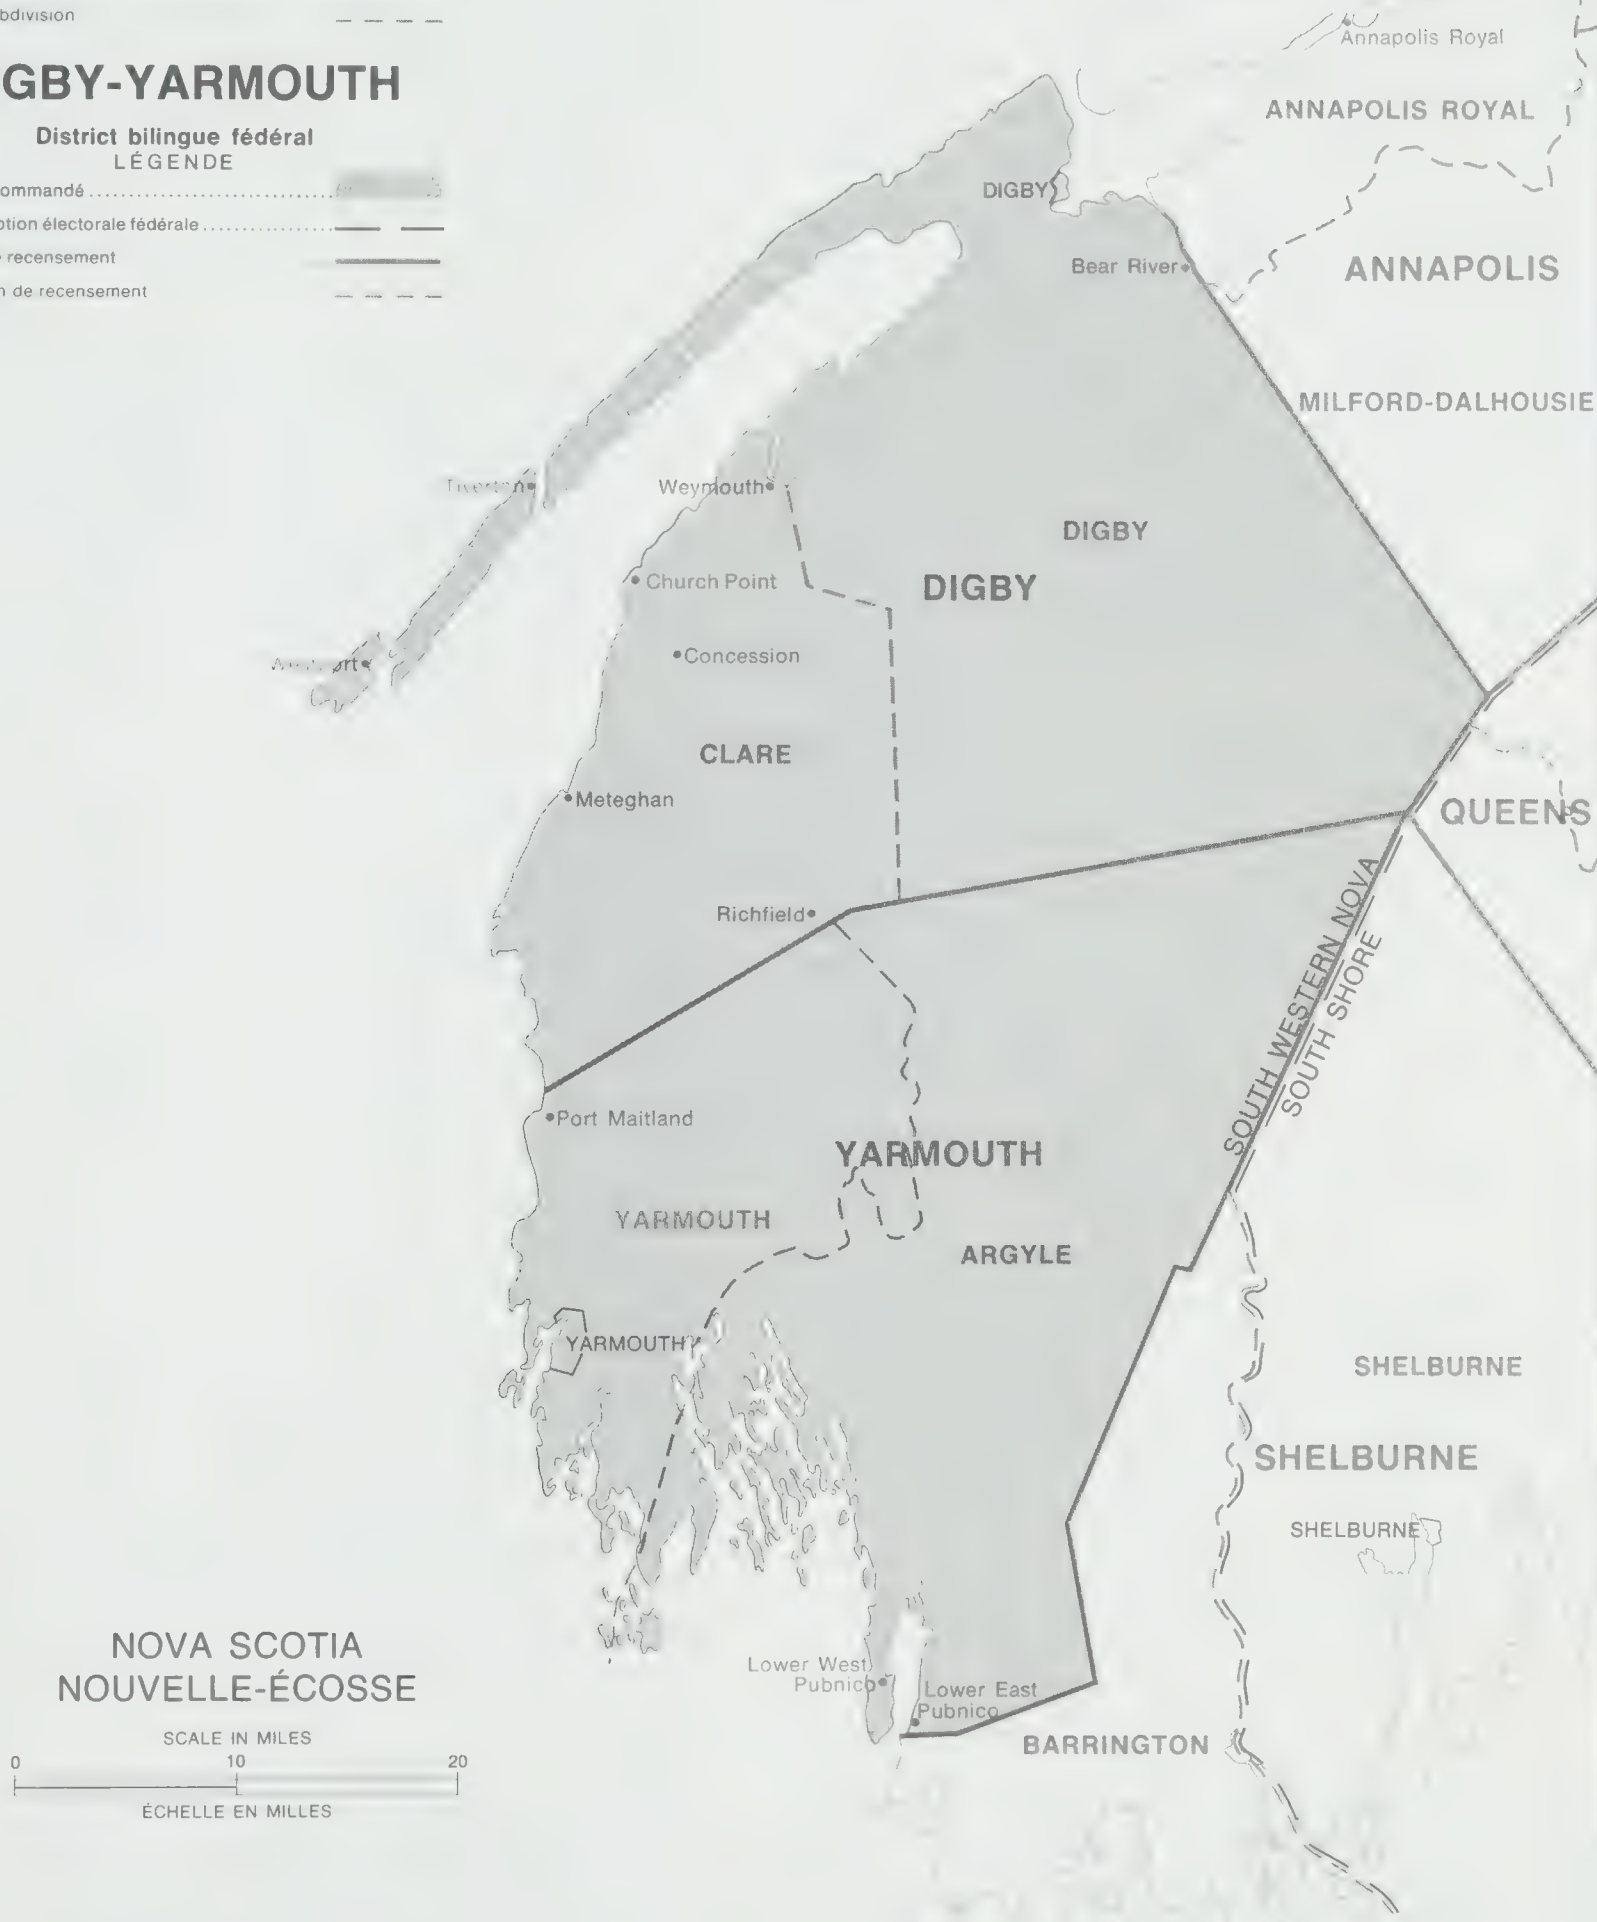 bdivision
GBY-YARMOUTH
District bilingue fédéral
LÉGENDE
ommandé
ption électorale fédérale
recensement
n de recensement
Annapolis Royal
ANNAPOLIS ROYAL
DIGBY
Bear River
ANNAPOLIS
MILFORD-DALHOUSIE
Tiverton
Weymouth
DIGBY
Church Point
DIGBY
Concession
CLARE
Meteghan
QUEENS
Richfield
SOUTH WESTERN NOVA
SOUTH SHORE
Port Maitland
YARMOUTH
YARMOUTH
ARGYLE
YARMOUTH
SHELBURNE
SHELBURNE
SHELBURNE
NOVA SCOTIA
NOUVELLE-ÉCOSSE
Lower West
Pubnico
Lower East
Pubnico
BARRINGTON
SCALE IN MILES
0 10 20
ÉCHELLE EN MILLES